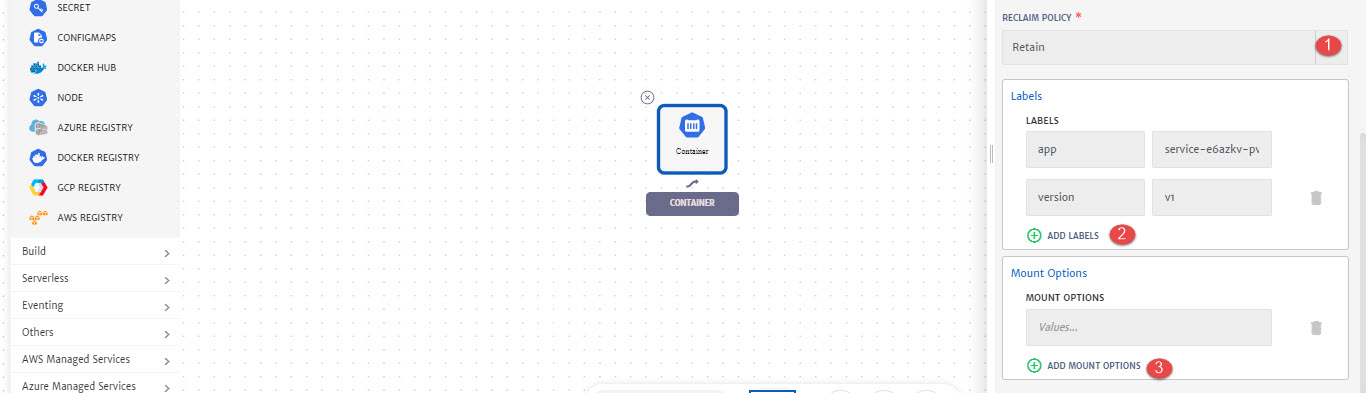 SECRET
CONFIGMAPS
DOCKER HUB
NODE
AZURE REGISTRY
DOCKER REGISTRY
GCP REGISTRY
AWS REGISTRY
Build
Serverless
Eventing
Others
AWS Managed Services
Azure Managed Services
Container
CONTAINER
RECLAIM POLICY *
Retain
1
Labels
LABELS
app service-e6azkv-pv
version v1
ADD LABELS 2
Mount Options
MOUNT OPTIONS
Values...
ADD MOUNT OPTIONS 3